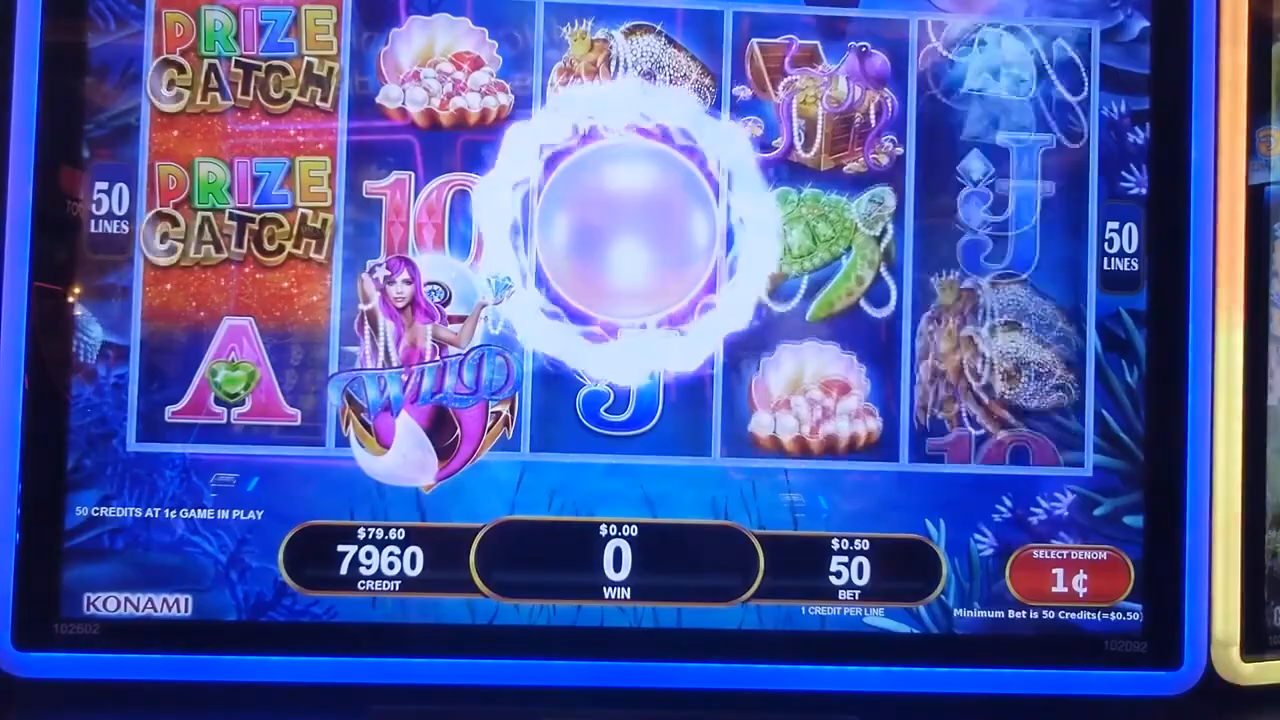 PRIZE
CATCH
PRIZE
CATCH
50
LINES
10
J
50
LINES
A
WILD
J
10
50 CREDITS AT 1¢ GAME IN PLAY
$79.60
7960
CREDIT
$0.00
0
WIN
$0.50
50
BET
1 CREDIT PER LINE
SELECT DENOM
1¢
Minimum Bet is 50 Credits(=$0.50)
KONAMI
102602
102092